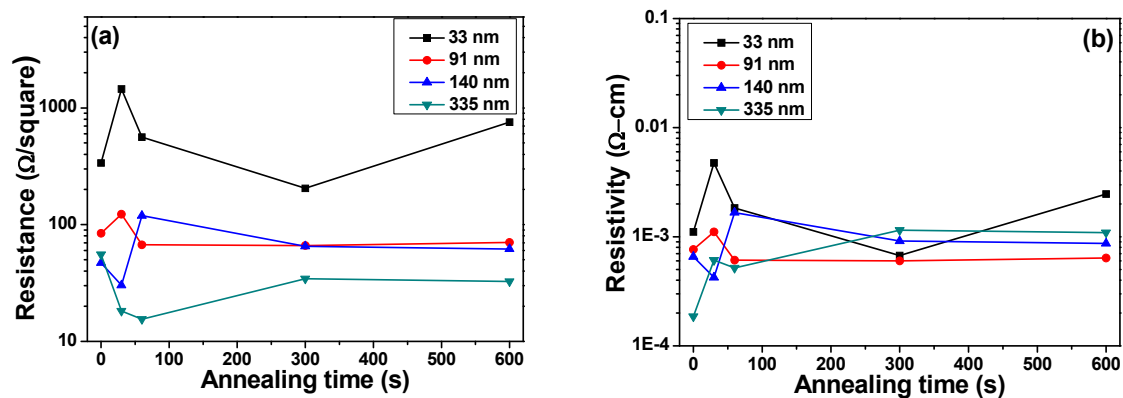 (a)
33 nm
91 nm
140 nm
335 nm
1000
100
10
Resistance (Ω/square)
0 100 200 300 400 500 600
Annealing time (s)
(b)
33 nm
91 nm
140 nm
335 nm
0.1
0.01
1E-3
1E-4
Resistivity (Ω–cm)
0 100 200 300 400 500 600
Annealing time (s)